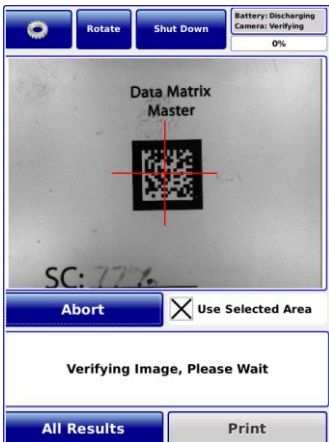 Rotate
Shut Down
Battery: Discharging
Camera: Verifying
0%
Data Matrix
Master
SC: 77%
Abort
Use Selected Area
Verifying Image, Please Wait
All Results
Print